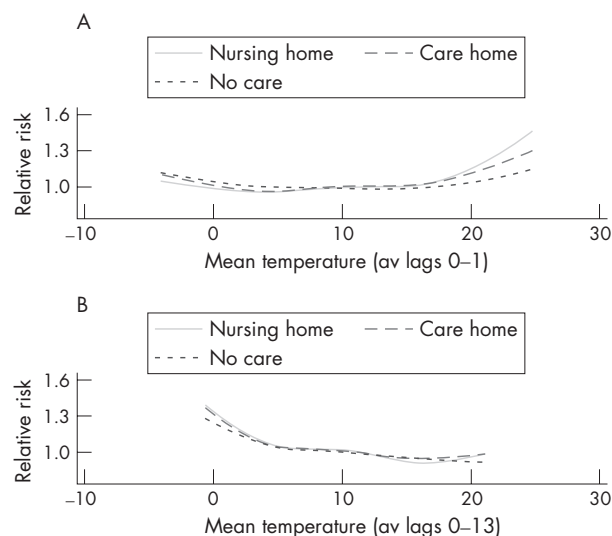 A
Nursing home Care home
No care
1.6
1.3
1.0
Relative risk
–10 0 10 20 30
Mean temperature (av lags 0–1)
B
Nursing home Care home
No care
1.6
1.3
1.0
Relative risk
–10 0 10 20 30
Mean temperature (av lags 0–13)